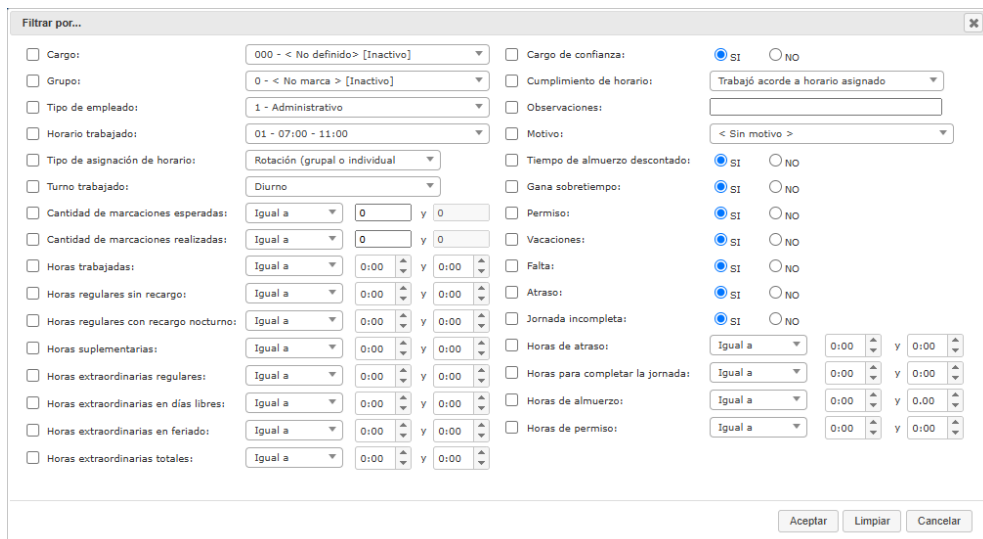 Filtrar por...
Cargo: 000 - < No definido> [Inactivo] Cargo de confianza: SI NO
Grupo: 0 - < No marca > [Inactivo] Cumplimiento de horario: Trabajó acorde a horario asignado
Tipo de empleado: 1 - Administrativo Observaciones:
Horario trabajado: 01 - 07:00 - 11:00 Motivo: < Sin motivo >
Tipo de asignación de horario: Rotación (grupal o individual Tiempo de almuerzo descontado: SI NO
Turno trabajado: Diurno Gana sobretiempo: SI NO
Cantidad de marcaciones esperadas: Igual a 0 y 0 Permiso: SI NO
Cantidad de marcaciones realizadas: Igual a 0 y 0 Vacaciones: SI NO
Horas trabajadas: Igual a 0:00 y 0:00 Falta: SI NO
Horas regulares sin recargo: Igual a 0:00 y 0:00 Atraso: SI NO
Horas regulares con recargo nocturno: Igual a 0:00 y 0:00 Jornada incompleta: SI NO
Horas suplementarias: Igual a 0:00 y 0:00 Horas de atraso: Igual a 0:00 y 0:00
Horas extraordinarias regulares: Igual a 0:00 y 0:00 Horas para completar la jornada: Igual a 0:00 y 0:00
Horas extraordinarias en días libres: Igual a 0:00 y 0:00 Horas de almuerzo: Igual a 0:00 y 0.00
Horas extraordinarias en feriado: Igual a 0:00 y 0:00 Horas de permiso: Igual a 0:00 y 0:00
Horas extraordinarias totales: Igual a 0:00 y 0:00
Aceptar Limpiar Cancelar